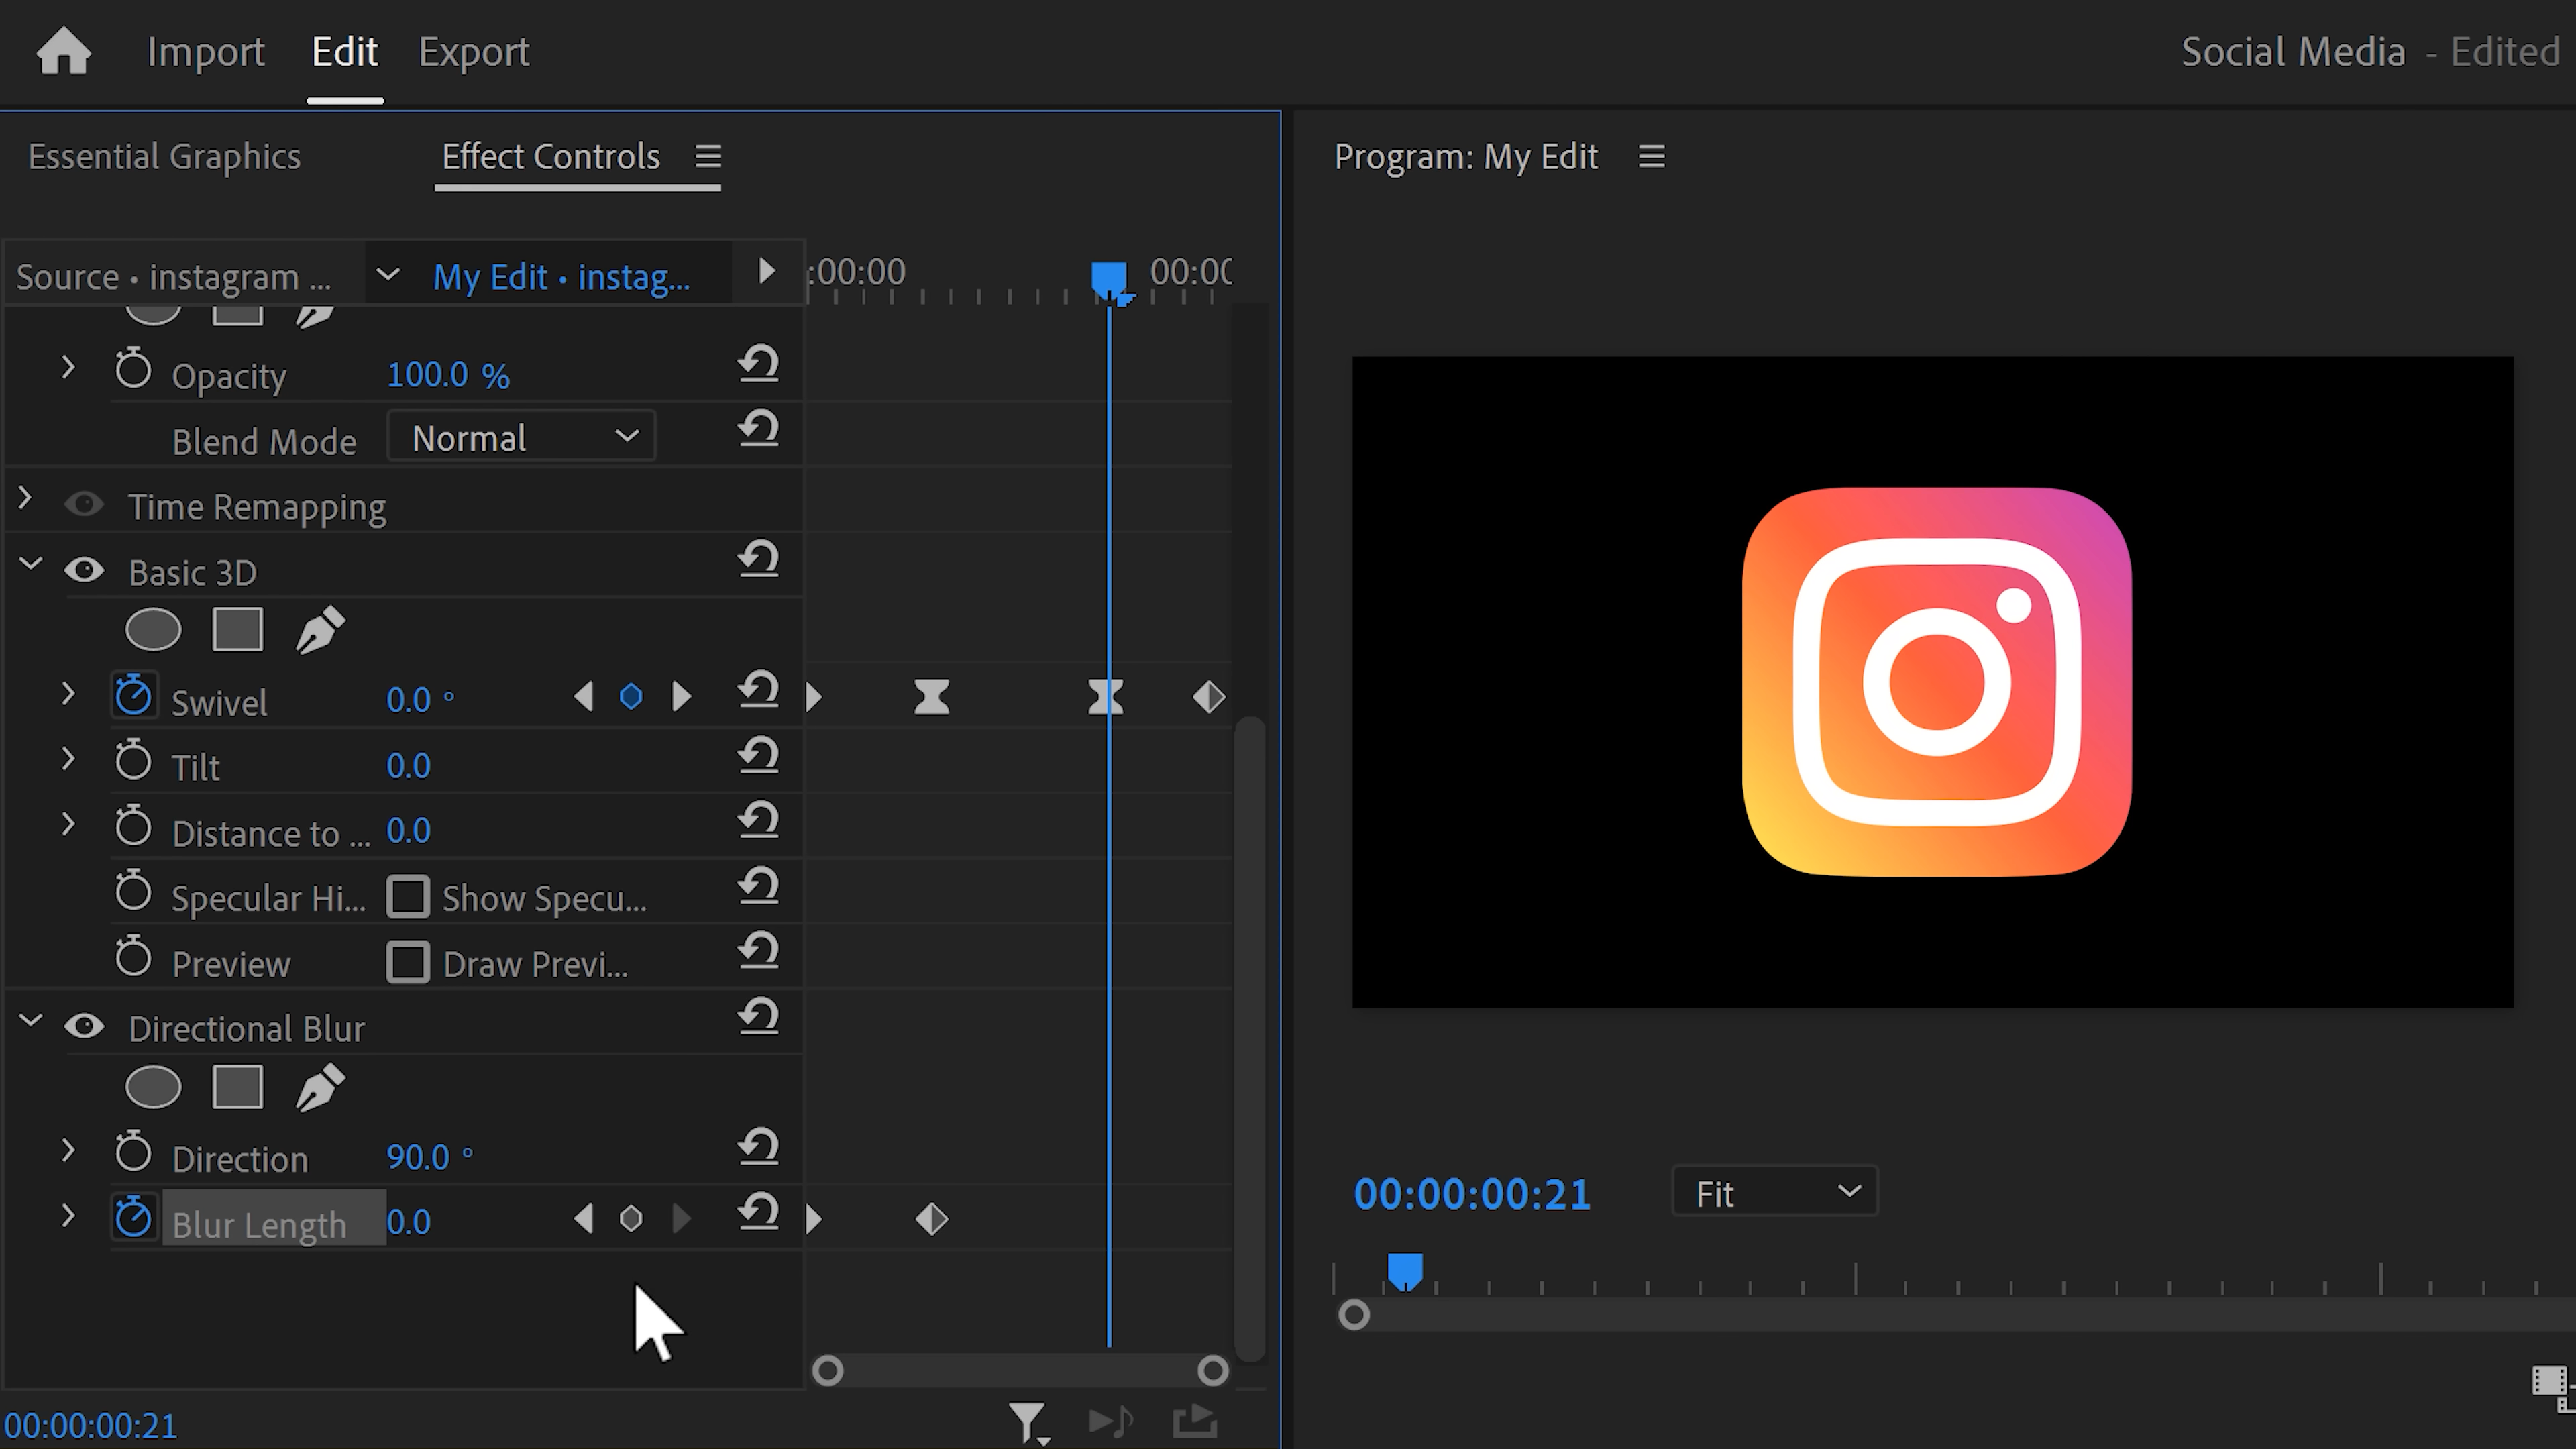 Import Edit Export
Social Media - Edited
Essential Graphics
Effect Controls
Program: My Edit
Source • instagram ...
My Edit • instag...
:00:00
00:00
Opacity 100.0 %
Blend Mode Normal
Time Remapping
Basic 3D
Swivel 0.0 °
Tilt 0.0
Distance to ... 0.0
Specular Hi... Show Specu...
Preview Draw Previ...
Directional Blur
Direction 90.0 °
Blur Length 0.0
00:00:00:21
Fit
00:00:00:21